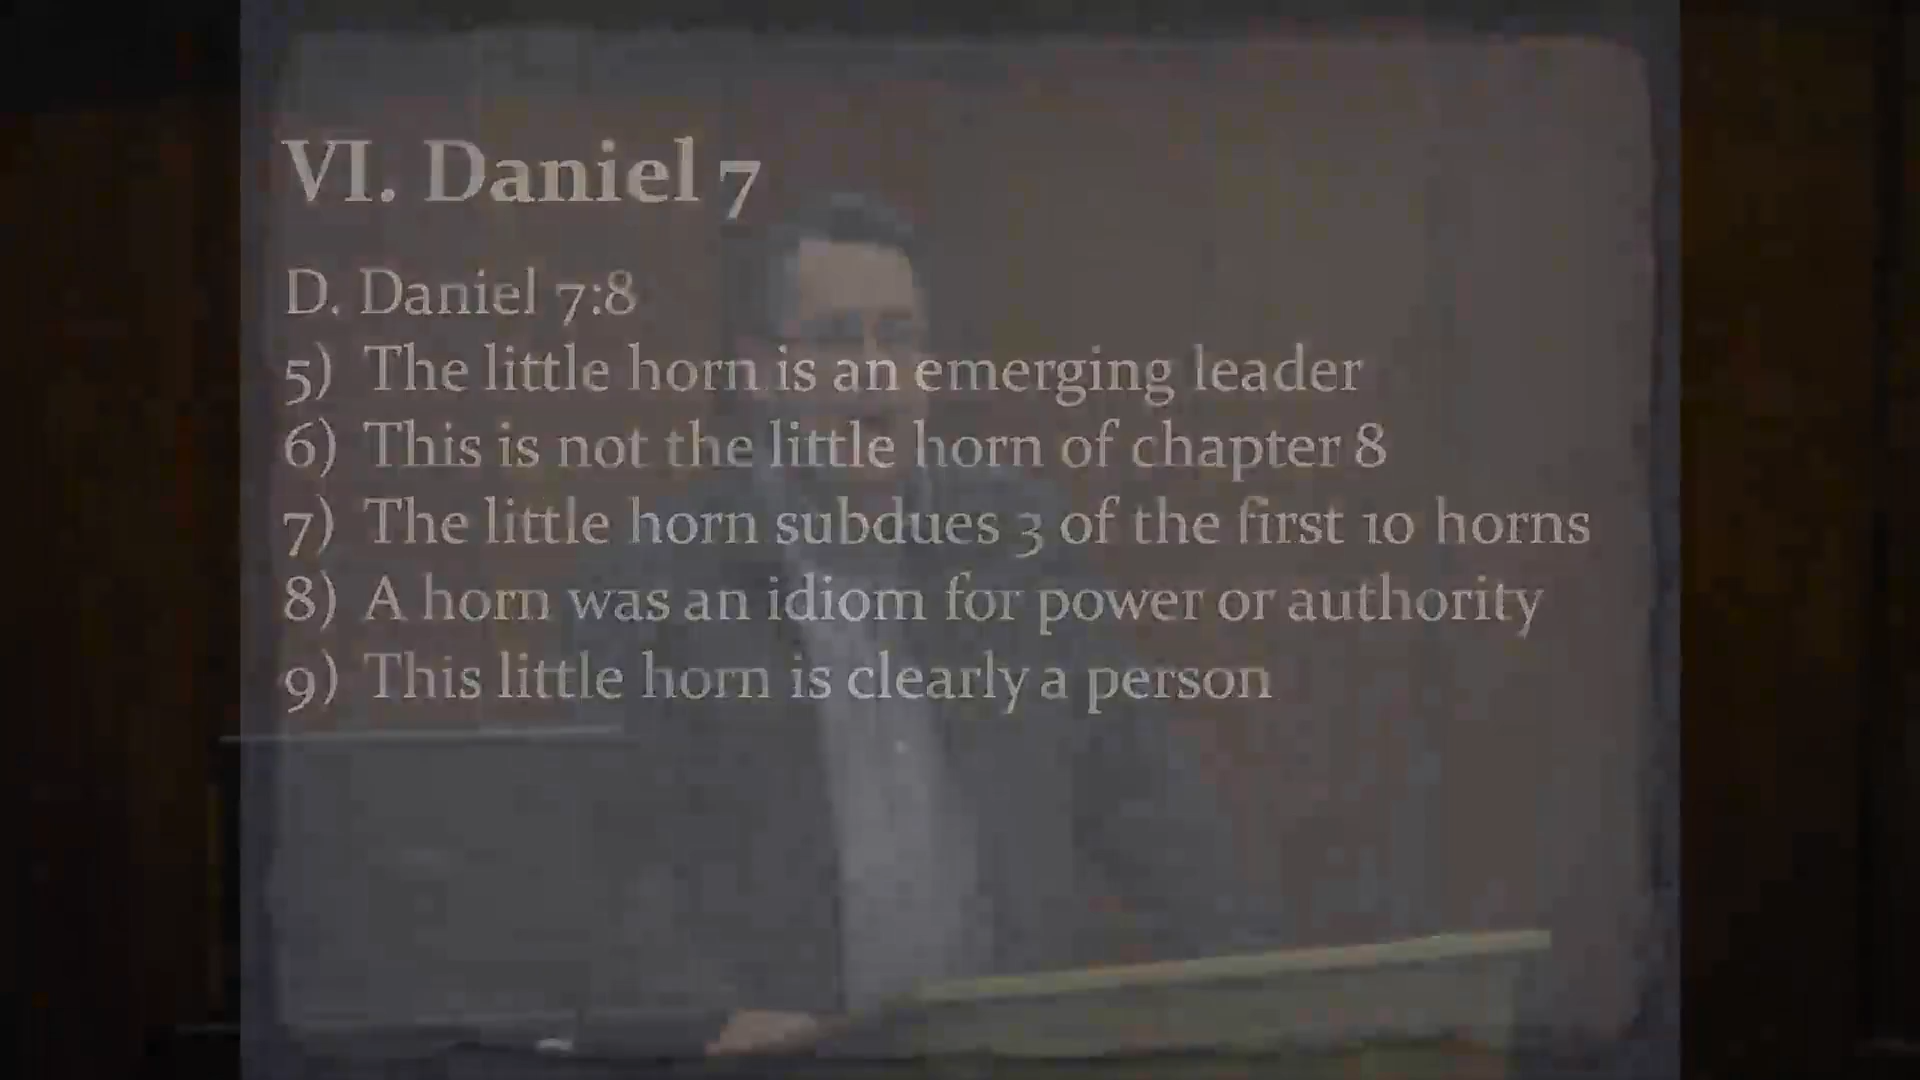 VI. Daniel 7
D. Daniel 7:8
5) The little horn is an emerging leader
6) This is not the little horn of chapter 8
7) The little horn subdues 3 of the first 10 horns
8) A horn was an idiom for power or authority
9) This little horn is clearly a person